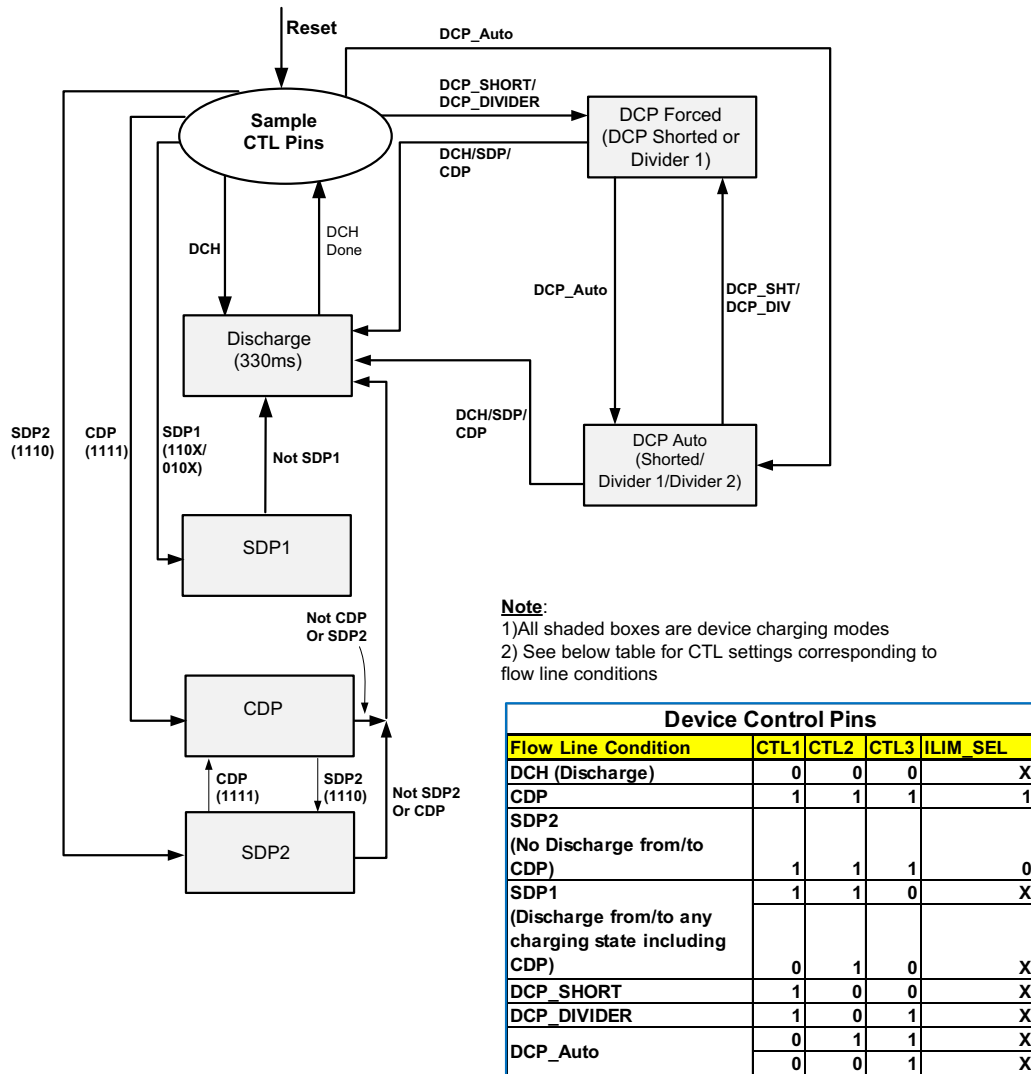 Reset
DCP_Auto
Sample
CTL Pins
DCP_SHORT/
DCP_DIVIDER
DCP Forced
(DCP Shorted or
Divider 1)
DCH/SDP/
CDP
DCH
DCH
Done
DCP_Auto
DCP_SHT/
DCP_DIV
Discharge
(330ms)
SDP2
(1110)
CDP
(1111)
SDP1
(110X/
010X)
Not SDP1
DCH/SDP/
CDP
DCP Auto
(Shorted/
Divider 1/Divider 2)
SDP1
Not CDP
Or SDP2
CDP
CDP
(1111)
SDP2
(1110)
Not SDP2
Or CDP
SDP2
Note:
1)All shaded boxes are device charging modes
2) See below table for CTL settings corresponding to
flow line conditions
Device Control Pins
Flow Line Condition CTL1 CTL2 CTL3 ILIM_SEL
DCH (Discharge) 0 0 0 X
CDP 1 1 1 1
SDP2
(No Discharge from/to
CDP) 1 1 1 0
SDP1 1 1 0 X
(Discharge from/to any
charging state including
CDP) 0 1 0 X
DCP_SHORT 1 0 0 X
DCP_DIVIDER 1 0 1 X
DCP_Auto 0 1 1 X
0 0 1 X